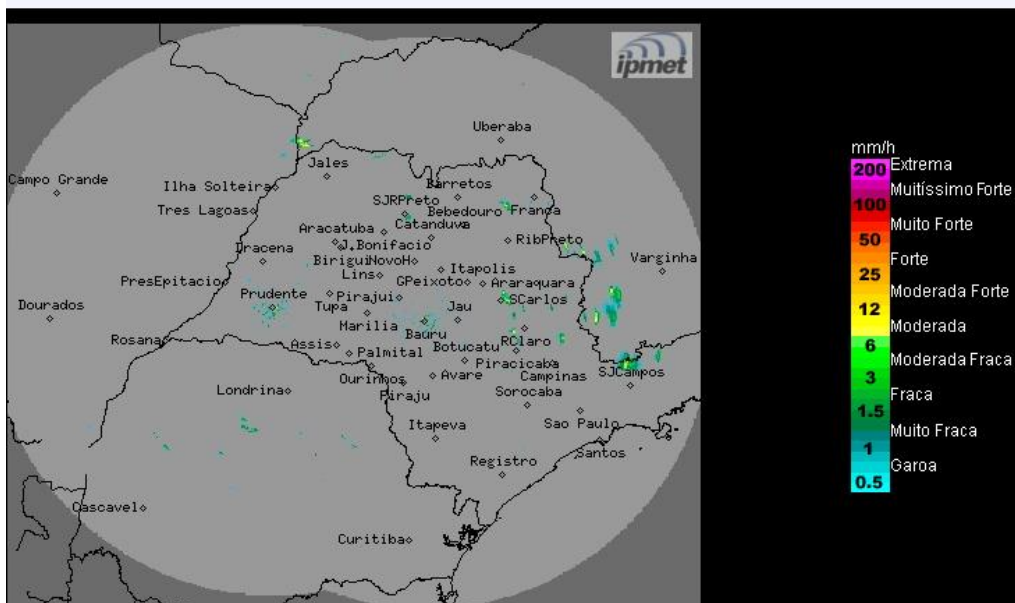 ipmet
Uberaba
Jales
Campo Grande
Ilha Solteira
Barretos
SJRPreto
Tres Lagoas
Bebedouro
Franca
Catanduva
Aracatuba
RibPreto
J.Bonifacio
Dracena
BiriguiNovoH
Varginha
Itapolis
Lins
PresEpitacio
GPeixoto
Araraquara
Prudente
Pirajui
SCarlos
Dourados
Tupa
Jau
Marilia
Bauru
Rosana
Assis
Botucatu
RClaro
Palmital
Piracicaba
Ourinhos
Avare
Campinas
SJCampos
Londrina
Piraju
Sorocaba
Itapeva
Sao Paulo
Santos
Registro
Cascavel
Curitiba
mm/h
200 Extrema
Muitíssimo Forte
100
Muito Forte
50
Forte
25
Moderada Forte
12
Moderada
6
Moderada Fraca
3
Fraca
1.5
Muito Fraca
1
Garoa
0.5